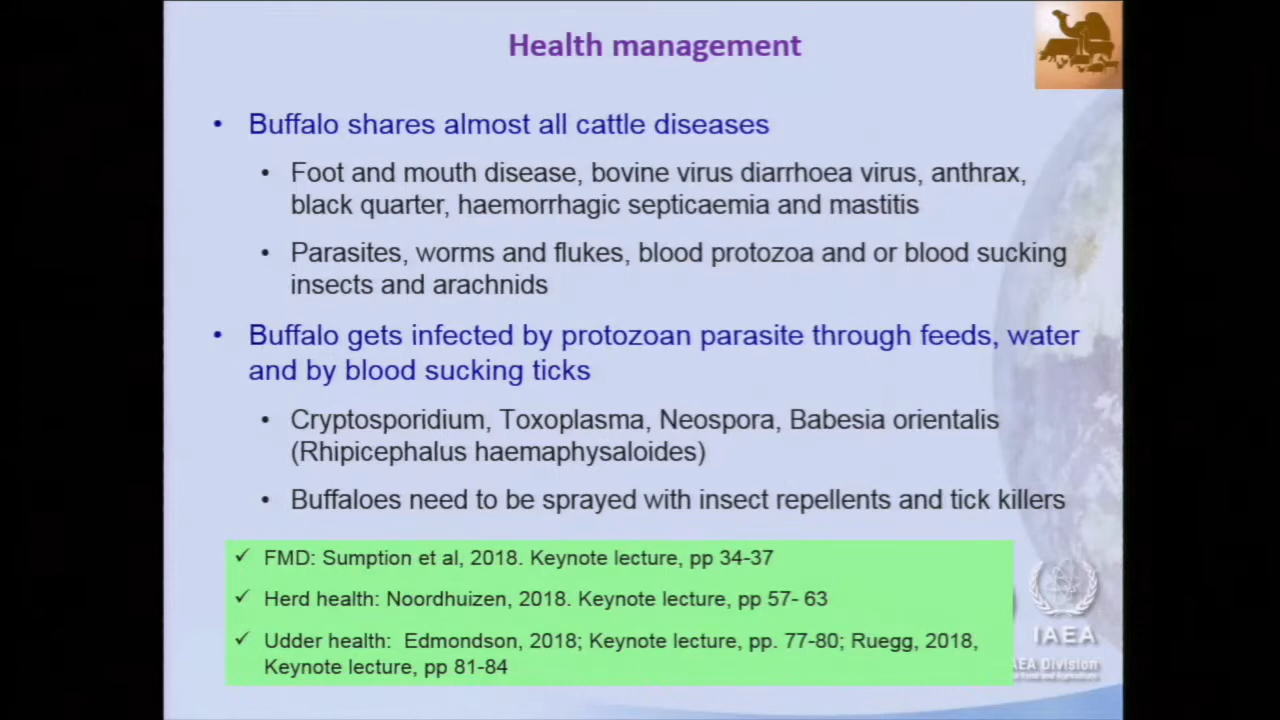 Health management
• Buffalo shares almost all cattle diseases
• Foot and mouth disease, bovine virus diarrhoea virus, anthrax,
black quarter, haemorrhagic septicaemia and mastitis
• Parasites, worms and flukes, blood protozoa and or blood sucking
insects and arachnids
• Buffalo gets infected by protozoan parasite through feeds, water
and by blood sucking ticks
• Cryptosporidium, Toxoplasma, Neospora, Babesia orientalis
(Rhipicephalus haemaphysaloides)
• Buffaloes need to be sprayed with insect repellents and tick killers
✓ FMD: Sumption et al, 2018. Keynote lecture, pp 34-37
✓ Herd health: Noordhuizen, 2018. Keynote lecture, pp 57- 63
✓ Udder health: Edmondson, 2018; Keynote lecture, pp. 77-80; Ruegg, 2018,
Keynote lecture, pp 81-84
IAEA
AEA Division